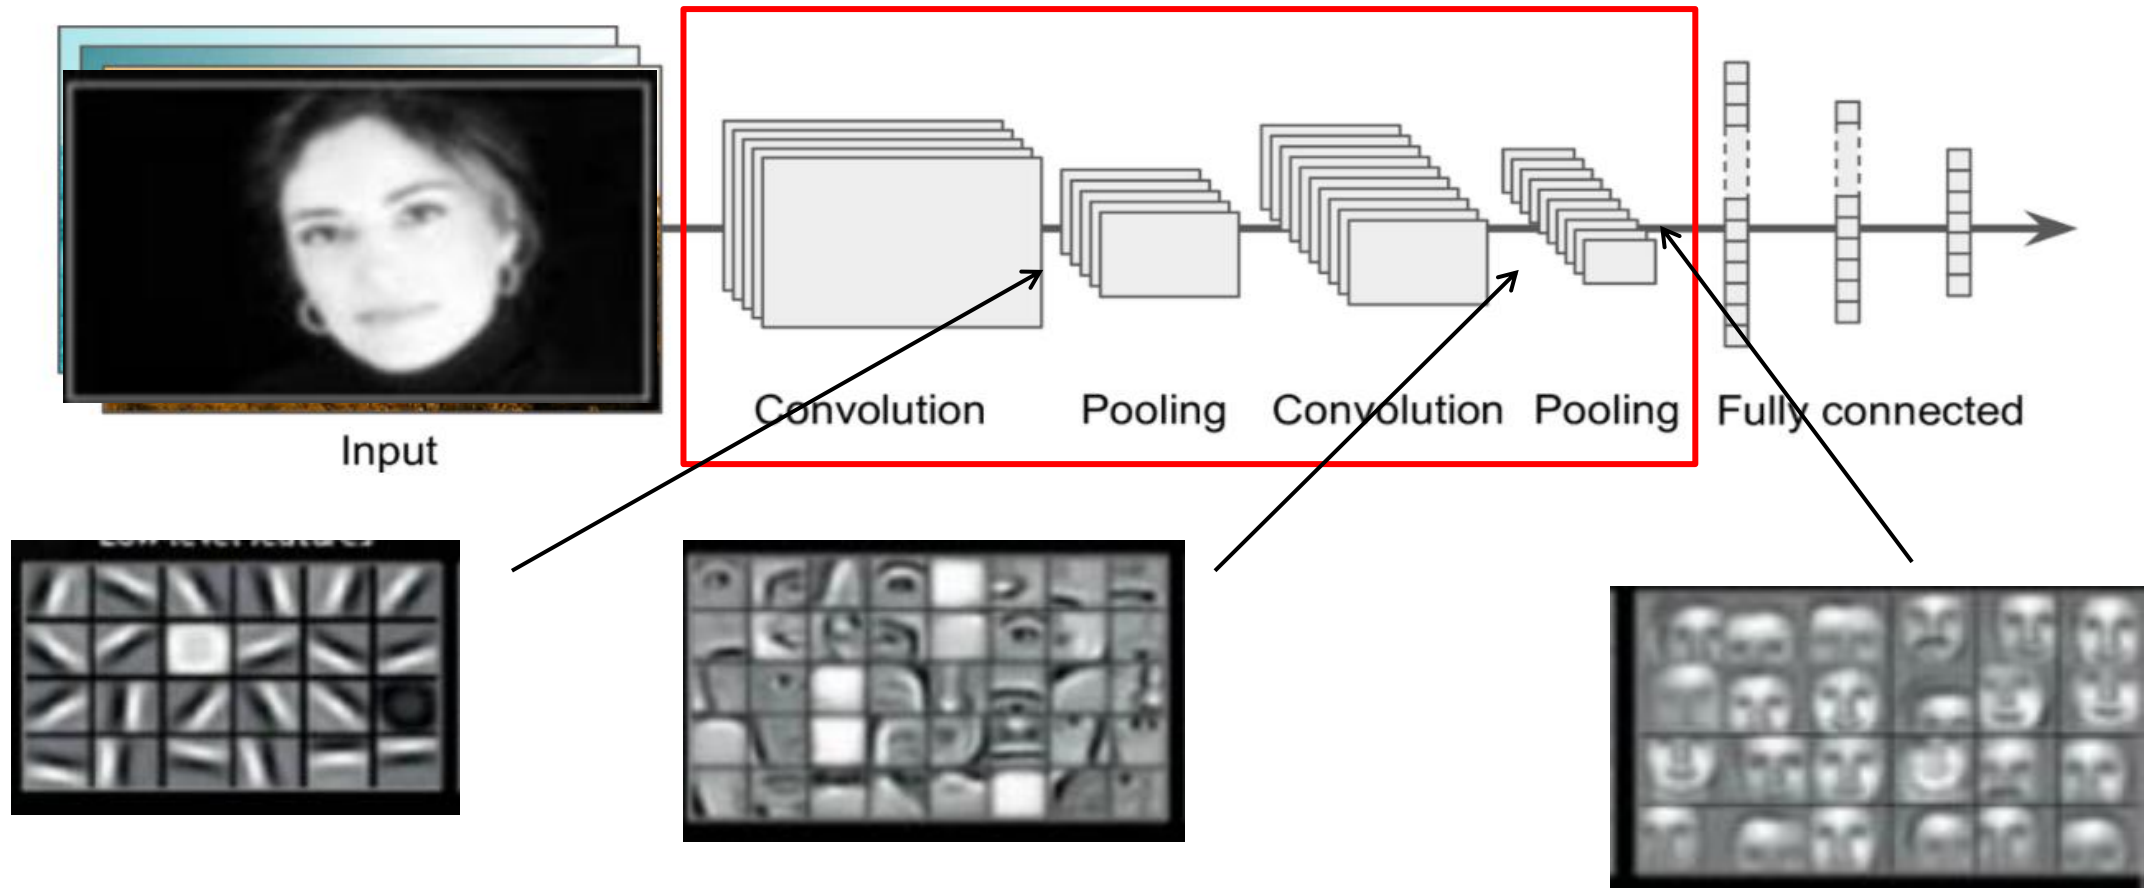 Input
Convolution
Pooling
Convolution
Pooling
Fully connected